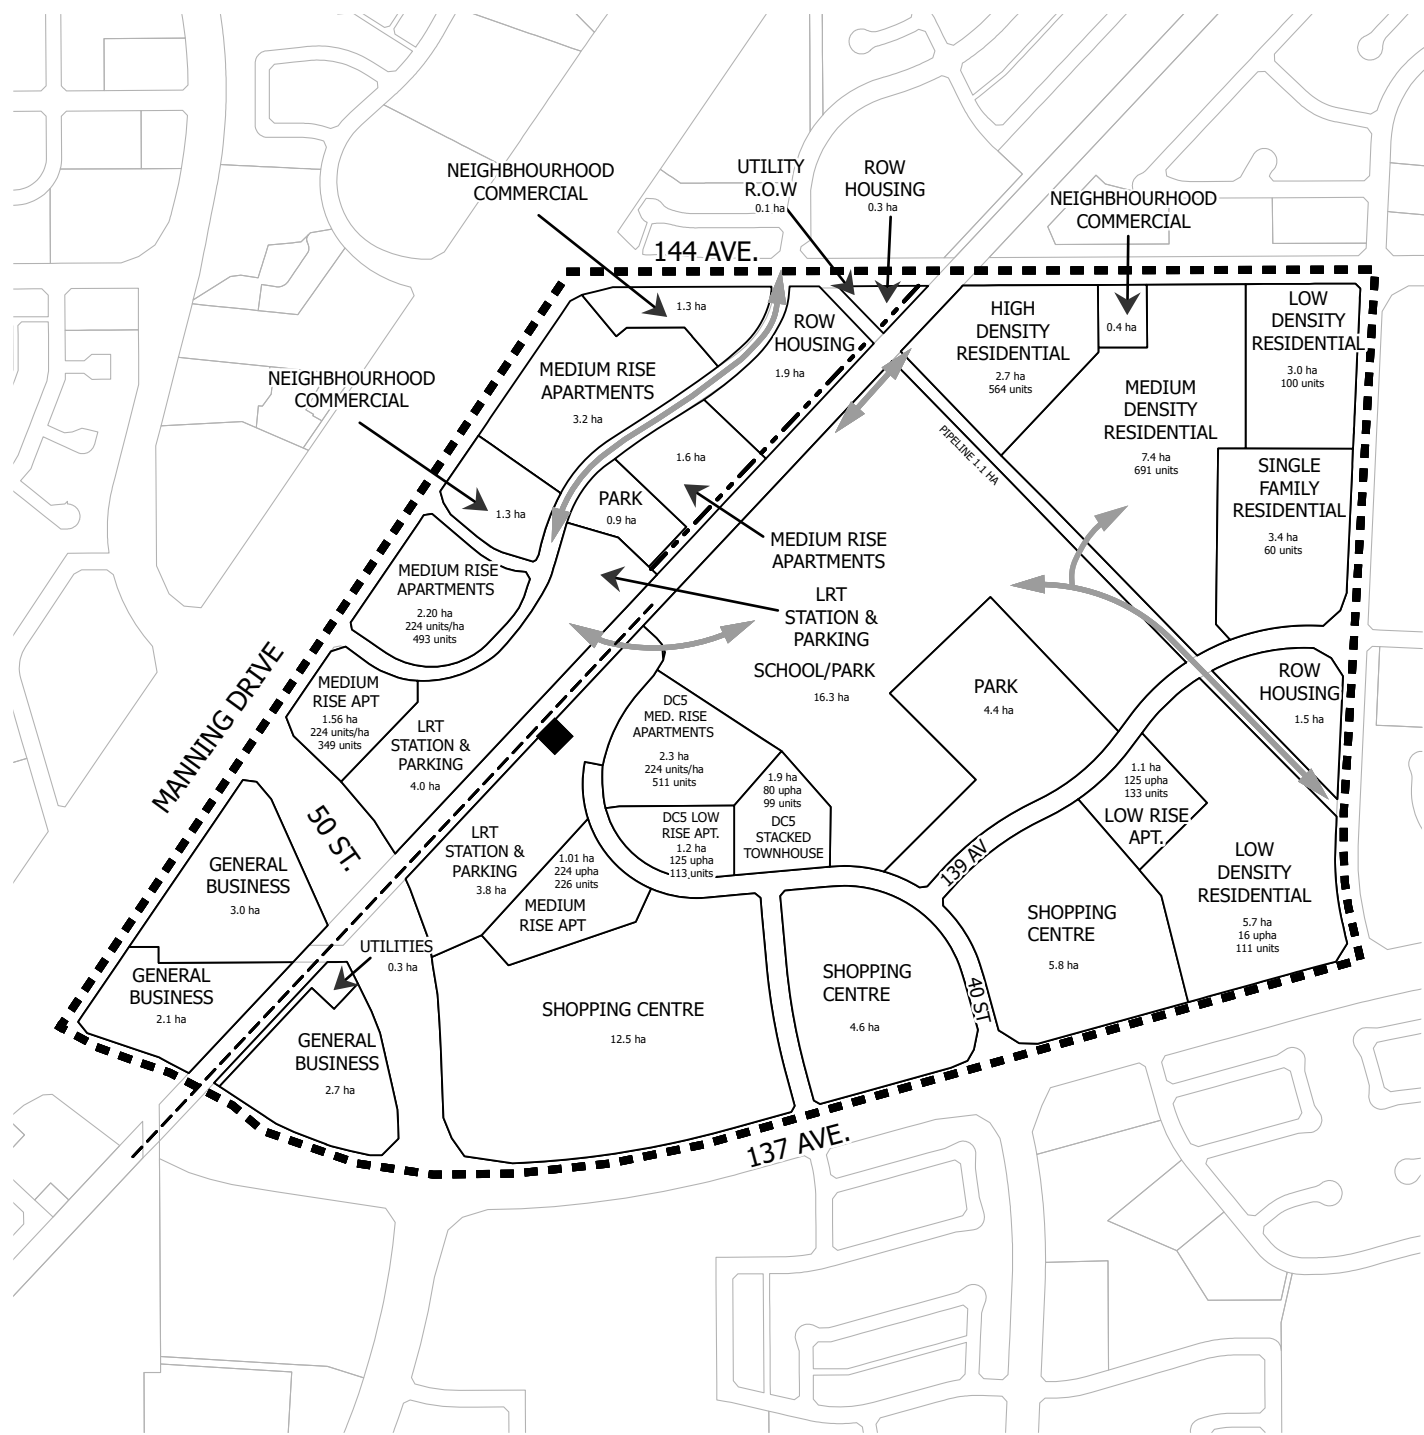 NEIGHBHOURHOOD
COMMERCIAL
UTILITY
R.O.W
0.1 ha
ROW
HOUSING
0.3 ha
NEIGHBHOURHOOD
COMMERCIAL
144 AVE.
1.3 ha
ROW
HOUSING
1.9 ha
HIGH
DENSITY
RESIDENTIAL
2.7 ha
564 units
0.4 ha
LOW
DENSITY
RESIDENTIAL
3.0 ha
100 units
NEIGHBHOURHOOD
COMMERCIAL
MEDIUM RISE
APARTMENTS
3.2 ha
MEDIUM
DENSITY
RESIDENTIAL
7.4 ha
691 units
PIPELINE 1.1 HA
1.6 ha
SINGLE
FAMILY
RESIDENTIAL
3.4 ha
60 units
1.3 ha
PARK
0.9 ha
MEDIUM RISE
APARTMENTS
MEDIUM RISE
APARTMENTS
2.20 ha
224 units/ha
493 units
LRT
STATION &
PARKING
MANNING DRIVE
MEDIUM
RISE APT
1.56 ha
224 units/ha
349 units
LRT
STATION &
PARKING
4.0 ha
SCHOOL/PARK
16.3 ha
PARK
4.4 ha
ROW
HOUSING
1.5 ha
DC5
MED. RISE
APARTMENTS
2.3 ha
224 units/ha
511 units
1.9 ha
80 upha
99 units
DC5
STACKED
TOWNHOUSE
1.1 ha
125 upha
133 units
LOW RISE
APT.
50 ST.
DC5 LOW
RISE APT.
1.2 ha
125 upha
113 units
LRT
STATION &
PARKING
3.8 ha
1.01 ha
224 upha
226 units
MEDIUM
RISE APT
139 AV
GENERAL
BUSINESS
3.0 ha
LOW
DENSITY
RESIDENTIAL
5.7 ha
16 upha
111 units
SHOPPING
CENTRE
5.8 ha
UTILITIES
0.3 ha
GENERAL
BUSINESS
2.1 ha
SHOPPING CENTRE
12.5 ha
SHOPPING
CENTRE
4.6 ha
40 ST
GENERAL
BUSINESS
2.7 ha
137 AVE.